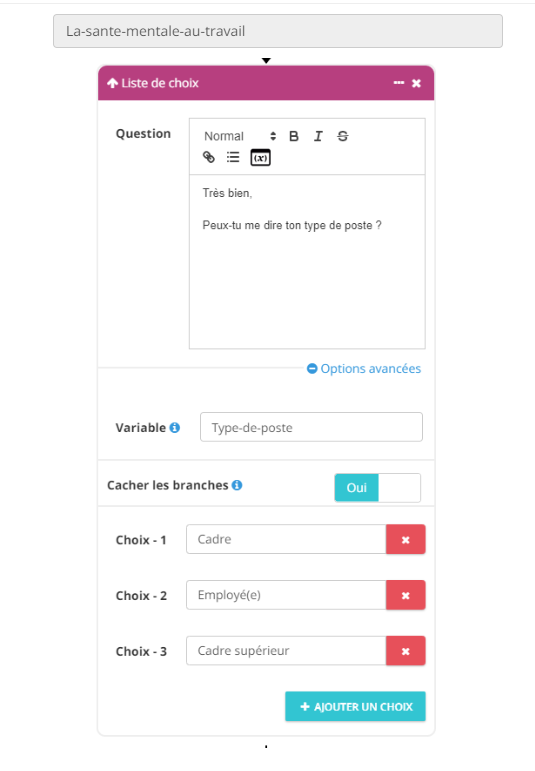 La-sante-mentale-au-travail
Liste de choix
Question
Normal B I S
(x)
Très bien,
Peux-tu me dire ton type de poste ?
Options avancées
Variable Type-de-poste
Cacher les branches Oui
Choix - 1 Cadre
Choix - 2 Employé(e)
Choix - 3 Cadre supérieur
+ AJOUTER UN CHOIX